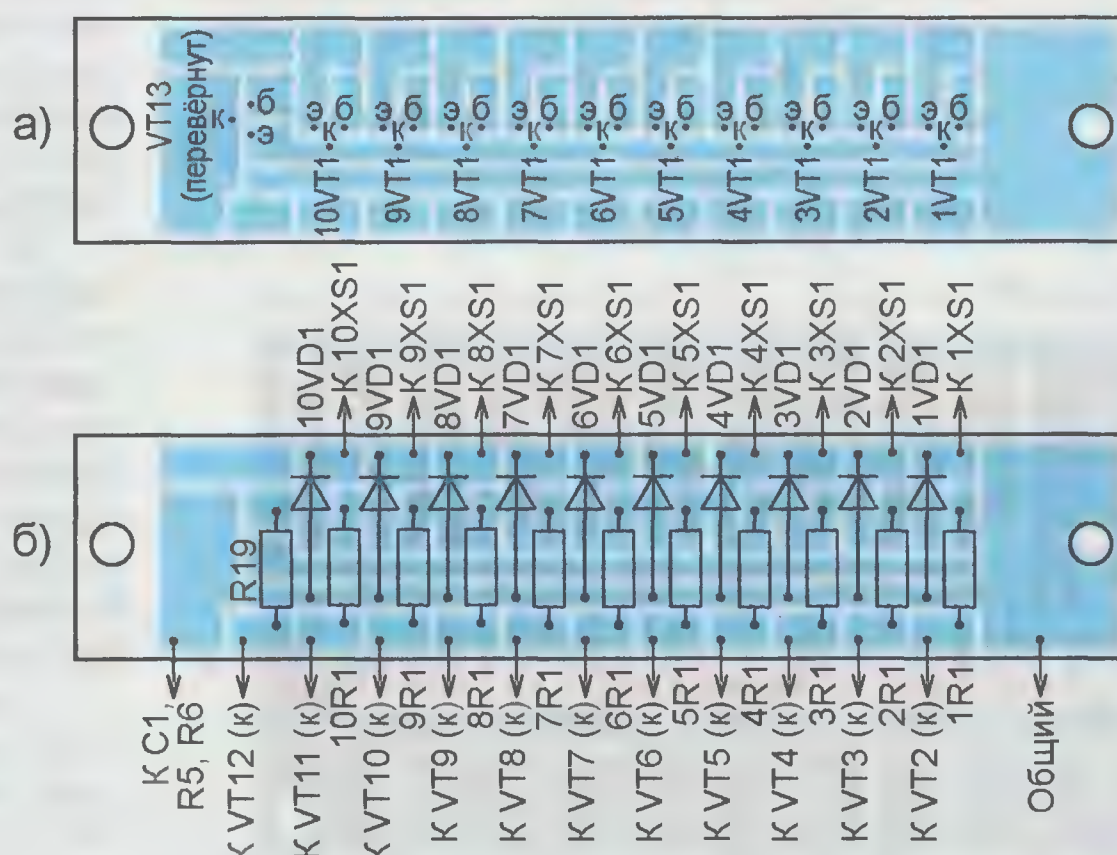 а)
VT13
(перевёрнут)
к б э
э к б
э к б
э к б
э к б
э к б
э к б
э к б
э к б
э к б
э к б
10VT1
9VT1
8VT1
7VT1
6VT1
5VT1
4VT1
3VT1
2VT1
1VT1
б)
10VD1
К 10XS1
9VD1
К 9XS1
8VD1
К 8XS1
7VD1
К 7XS1
6VD1
К 6XS1
5VD1
К 5XS1
4VD1
К 4XS1
3VD1
К 3XS1
2VD1
К 2XS1
1VD1
К 1XS1
R19
К C1,
R5, R6
К VT12 (к)
К VT11 (к)
10R1
К VT10 (к)
9R1
К VT9 (к)
8R1
К VT8 (к)
7R1
К VT7 (к)
6R1
К VT6 (к)
5R1
К VT5 (к)
4R1
К VT4 (к)
3R1
К VT3 (к)
2R1
К VT2 (к)
1R1
Общий